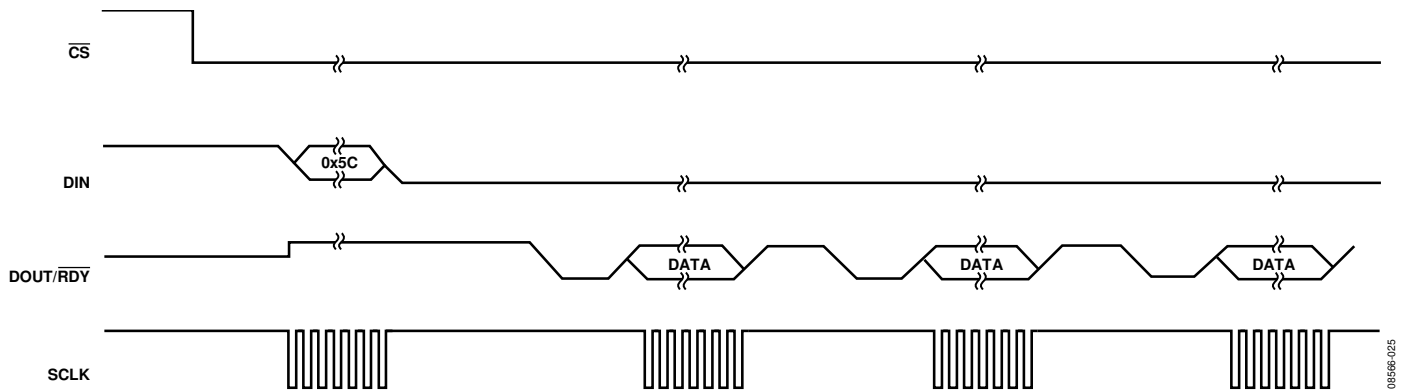 CS
DIN
0x5C
DOUT/RDY
DATA
DATA
DATA
SCLK
08566-025